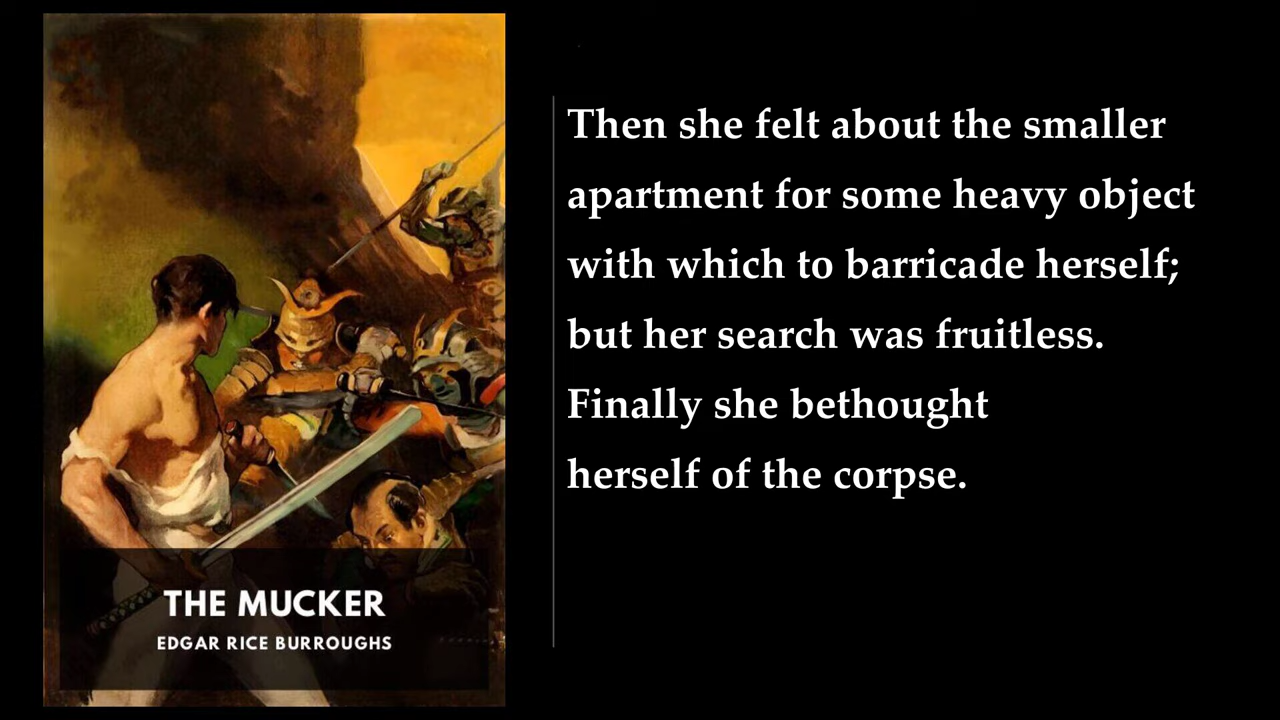 Then she felt about the smaller
apartment for some heavy object
with which to barricade herself;
but her search was fruitless.
Finally she bethought
herself of the corpse.
THE MUCKER
EDGAR RICE BURROUGHS